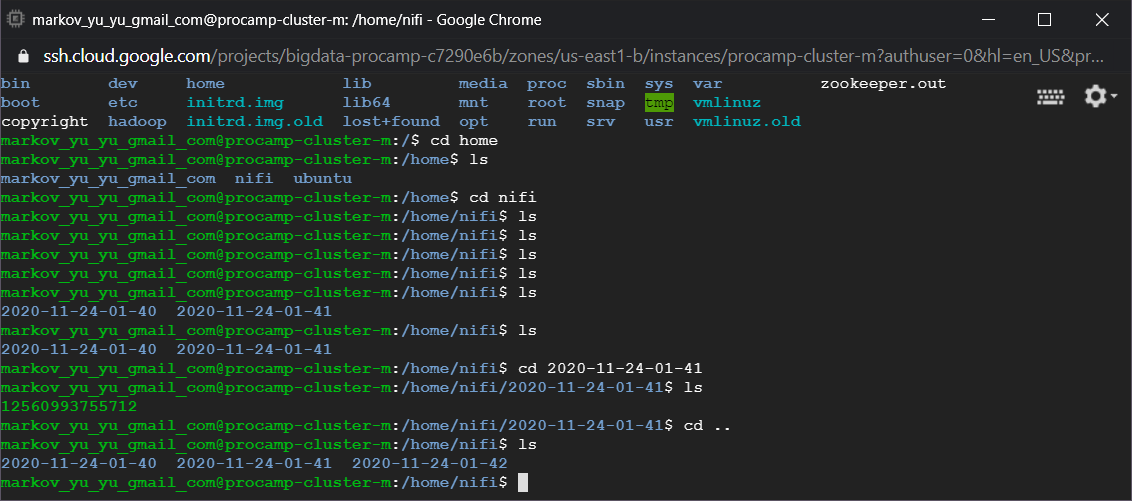 markov_yu_yu_gmail_com@procamp-cluster-m: /home/nifi - Google Chrome
ssh.cloud.google.com/projects/bigdata-procamp-c7290e6b/zones/us-east1-b/instances/procamp-cluster-m?authuser=0&hl=en_US&pr...
bin dev home lib media proc sbin sys var zookeeper.out
boot etc initrd.img lib64 mnt root snap tmp vmlinuz
copyright hadoop initrd.img.old lost+found opt run srv usr vmlinuz.old
markov_yu_yu_gmail_com@procamp-cluster-m:/$ cd home
markov_yu_yu_gmail_com@procamp-cluster-m:/home$ ls
markov_yu_yu_gmail_com nifi ubuntu
markov_yu_yu_gmail_com@procamp-cluster-m:/home$ cd nifi
markov_yu_yu_gmail_com@procamp-cluster-m:/home/nifi$ ls
markov_yu_yu_gmail_com@procamp-cluster-m:/home/nifi$ ls
markov_yu_yu_gmail_com@procamp-cluster-m:/home/nifi$ ls
markov_yu_yu_gmail_com@procamp-cluster-m:/home/nifi$ ls
markov_yu_yu_gmail_com@procamp-cluster-m:/home/nifi$ ls
2020-11-24-01-40 2020-11-24-01-41
markov_yu_yu_gmail_com@procamp-cluster-m:/home/nifi$ ls
2020-11-24-01-40 2020-11-24-01-41
markov_yu_yu_gmail_com@procamp-cluster-m:/home/nifi$ cd 2020-11-24-01-41
markov_yu_yu_gmail_com@procamp-cluster-m:/home/nifi/2020-11-24-01-41$ ls
12560993755712
markov_yu_yu_gmail_com@procamp-cluster-m:/home/nifi/2020-11-24-01-41$ cd ..
markov_yu_yu_gmail_com@procamp-cluster-m:/home/nifi$ ls
2020-11-24-01-40 2020-11-24-01-41 2020-11-24-01-42
markov_yu_yu_gmail_com@procamp-cluster-m:/home/nifi$